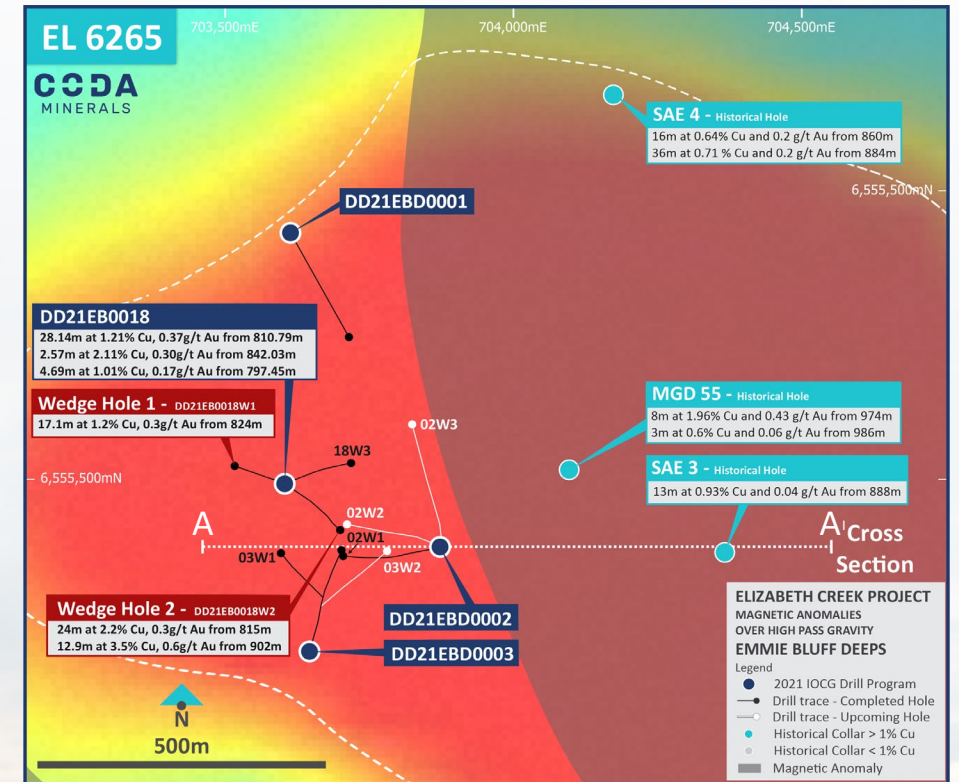 EL 6265
703,500mE
704,000mE
704,500mE
CODA
MINERALS
SAE 4 - Historical Hole
16m at 0.64% Cu and 0.2 g/t Au from 860m
36m at 0.71 % Cu and 0.2 g/t Au from 884m
6,555,500mN
DD21EBD0001
DD21EB0018
28.14m at 1.21% Cu, 0.37g/t Au from 810.79m
2.57m at 2.11% Cu, 0.30g/t Au from 842.03m
4.69m at 1.01% Cu, 0.17g/t Au from 797.45m
Wedge Hole 1 - DD21EB0018W1
17.1m at 1.2% Cu, 0.3g/t Au from 824m
MGD 55 - Historical Hole
8m at 1.96% Cu and 0.43 g/t Au from 974m
3m at 0.6% Cu and 0.06 g/t Au from 986m
02W3
18W3
SAE 3 - Historical Hole
13m at 0.93% Cu and 0.04 g/t Au from 888m
6,555,500mN
02W2
A
A' Cross
Section
02W1
03W1
03W2
Wedge Hole 2 - DD21EB0018W2
24m at 2.2% Cu, 0.3g/t Au from 815m
12.9m at 3.5% Cu, 0.6g/t Au from 902m
DD21EBD0002
DD21EBD0003
N
500m
ELIZABETH CREEK PROJECT
MAGNETIC ANOMALIES
OVER HIGH PASS GRAVITY
EMMIE BLUFF DEEPS
Legend
2021 IOCG Drill Program
Drill trace - Completed Hole
Drill trace - Upcoming Hole
Historical Collar > 1% Cu
Historical Collar < 1% Cu
Magnetic Anomaly